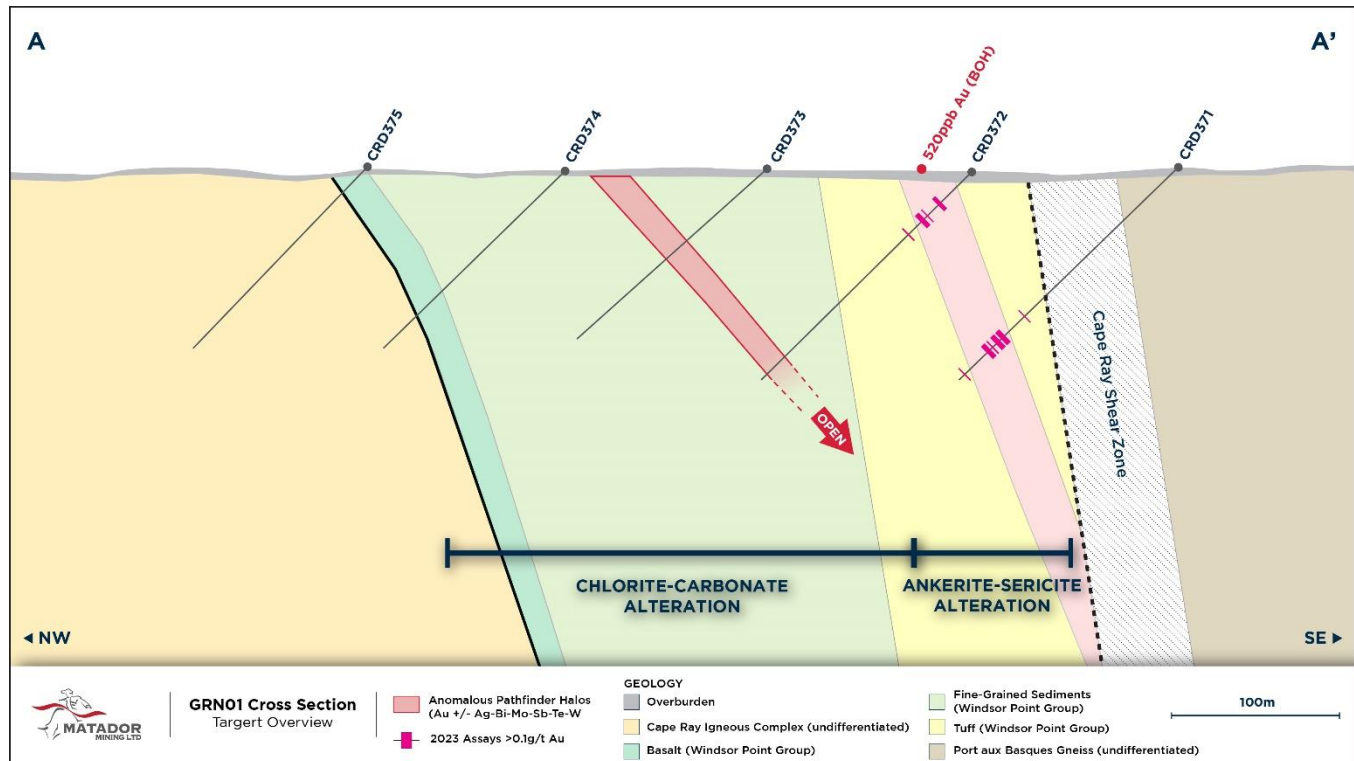 A
A'
CRD375
CRD374
CRD373
520ppb Au (BOH)
CRD372
CRD371
Cape Ray Shear Zone
OPEN
CHLORITE-CARBONATE
ALTERATION
ANKERITE-SERICITE
ALTERATION
◄ NW
SE ►
MATADOR
MINING LTD
GRN01 Cross Section
Targert Overview
Anomalous Pathfinder Halos
(Au +/- Ag-Bi-Mo-Sb-Te-W
2023 Assays >0.1g/t Au
GEOLOGY
Overburden
Cape Ray Igneous Complex (undifferentiated)
Basalt (Windsor Point Group)
Fine-Grained Sediments
(Windsor Point Group)
Tuff (Windsor Point Group)
Port aux Basques Gneiss (undifferentiated)
100m